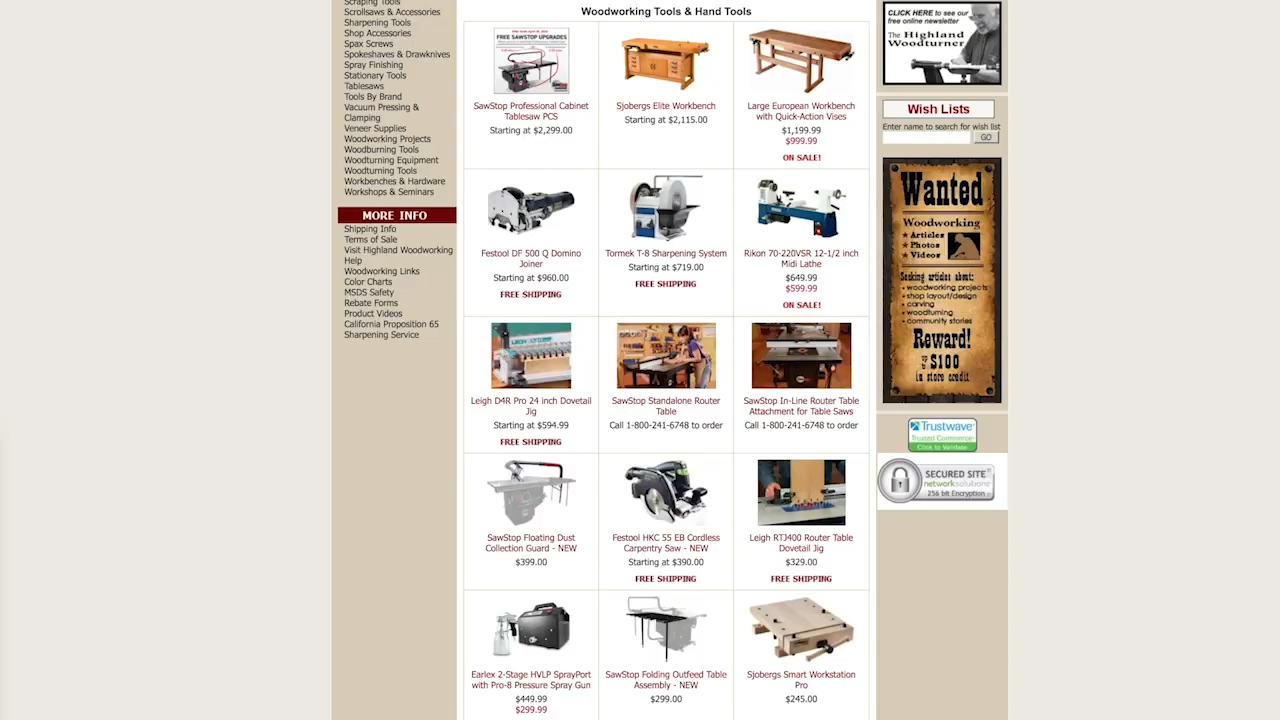 Scraping Tools
Scrollsaws & Accessories
Sharpening Tools
Shop Accessories
Spax Screws
Spokeshaves & Drawknives
Spray Finishing
Stationary Tools
Tablesaws
Tools By Brand
Vacuum Pressing &
Clamping
Veneer Supplies
Woodworking Projects
Woodburning Tools
Woodturning Equipment
Woodturning Tools
Workbenches & Hardware
Workshops & Seminars
MORE INFO
Shipping Info
Terms of Sale
Visit Highland Woodworking
Help
Woodworking Links
Color Charts
MSDS Safety
Rebate Forms
Product Videos
California Proposition 65
Sharpening Service
Woodworking Tools & Hand Tools
FREE SAWSTOP UPGRADES
SawStop Professional Cabinet
Tablesaw PCS
Starting at $2,299.00
Sjobergs Elite Workbench
Starting at $2,115.00
Large European Workbench
with Quick-Action Vises
$1,199.99
$999.99
ON SALE!
Festool DF 500 Q Domino
Joiner
Starting at $960.00
FREE SHIPPING
Tormek T-8 Sharpening System
Starting at $719.00
FREE SHIPPING
Rikon 70-220VSR 12-1/2 inch
Midi Lathe
$649.99
$599.99
ON SALE!
Leigh D4R Pro 24 inch Dovetail
Jig
Starting at $594.99
FREE SHIPPING
SawStop Standalone Router
Table
Call 1-800-241-6748 to order
SawStop In-Line Router Table
Attachment for Table Saws
Call 1-800-241-6748 to order
SawStop Floating Dust
Collection Guard - NEW
$399.00
Festool HKC 55 EB Cordless
Carpentry Saw - NEW
Starting at $390.00
FREE SHIPPING
Leigh RTJ400 Router Table
Dovetail Jig
$329.00
FREE SHIPPING
Earlex 2-Stage HVLP SprayPort
with Pro-8 Pressure Spray Gun
$449.99
$299.99
SawStop Folding Outfeed Table
Assembly - NEW
$299.00
Sjobergs Smart Workstation
Pro
$245.00
CLICK HERE to see our
free online newsletter
The Highland
Woodturner
Wish Lists
Enter name to search for wish list
GO
Wanted
Woodworking
★ Articles
★ Photos
★ Videos
Seeking articles about:
• woodworking projects
• shop layout/design
• carving
• woodturning
• community stories
Reward!
up to $100
in store credit
Trustwave
Trusted Commerce
Click to Validate
SECURED SITE
networksolutions
256 bit Encryption